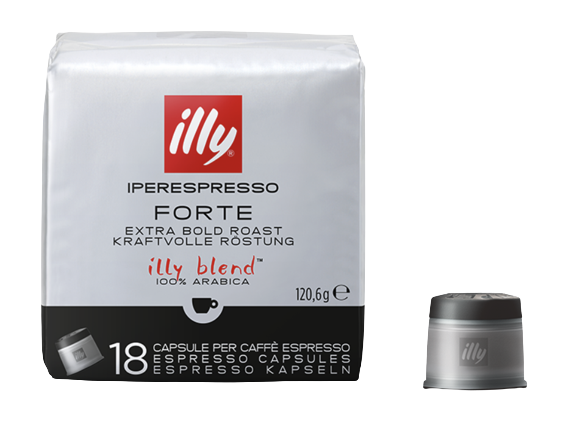 illy®
IPERESPRESSO
FORTE
EXTRA BOLD ROAST
KRAFTVOLLE RÖSTUNG
illy blend™
100% ARABICA
120,6g ℮
18 CAPSULE PER CAFFÈ ESPRESSO
ESPRESSO CAPSULES
ESPRESSO KAPSELN
illy